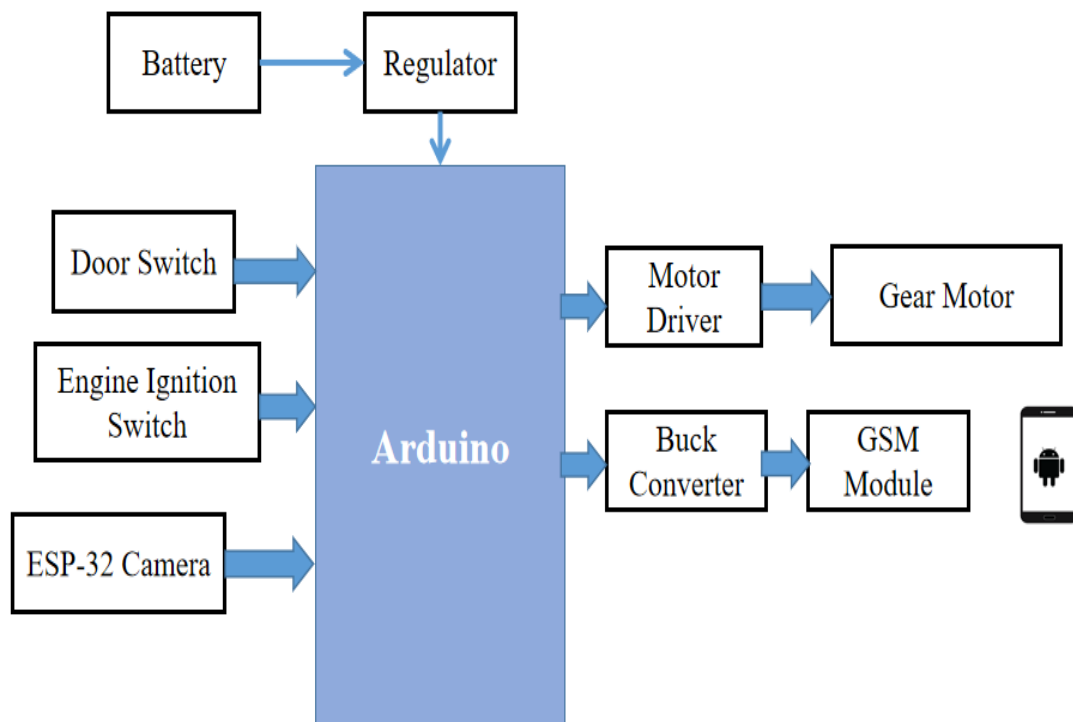 Battery
Regulator
Door Switch
Engine Ignition
Switch
ESP-32 Camera
Arduino
Motor
Driver
Gear Motor
Buck
Converter
GSM
Module